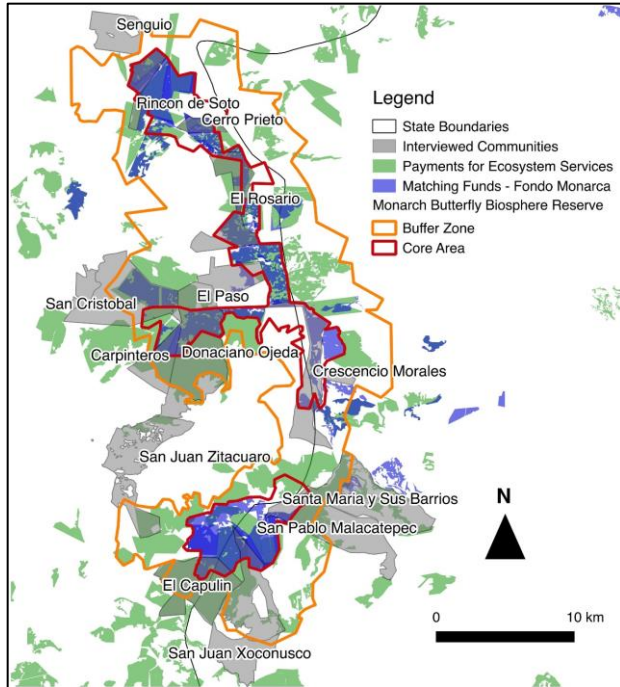 Senguio
Rincon de Soto
Cerro Prieto
El Rosario
San Cristobal
El Paso
Carpinteros
Donaciano Ojeda
Crescencio Morales
San Juan Zitacuaro
Santa Maria y Sus Barrios
San Pablo Malacatepec
El Capulin
San Juan Xoconusco
Legend
State Boundaries
Interviewed Communities
Payments for Ecosystem Services
Matching Funds - Fondo Monarca
Monarch Butterfly Biosphere Reserve
Buffer Zone
Core Area
N
0 10 km